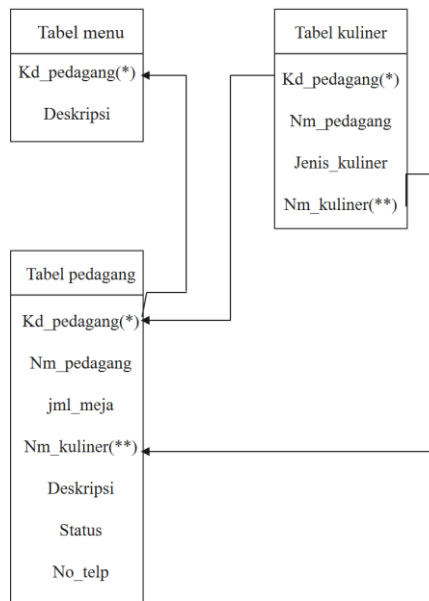 Tabel menu
Kd_pedagang(*)
Deskripsi
Tabel kuliner
Kd_pedagang(*)
Nm_pedagang
Jenis_kuliner
Nm_kuliner(**)
Tabel pedagang
Kd_pedagang(*)
Nm_pedagang
jml_meja
Nm_kuliner(**)
Deskripsi
Status
No_telp